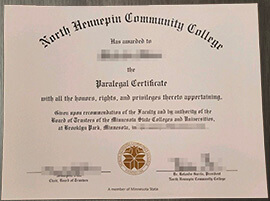 North Hennepin Community College
Has awarded to
the
Paralegal Certificate
with all the honors, rights, and privileges thereto appertaining.
Given upon recommendation of the Faculty and by authority of the
Board of Trustees of the Minnesota State Colleges and Universities,
at Brooklyn Park, Minnesota,
Chair, Board of Trustees
Dr. Rolando García, President
North Hennepin Community College
A member of Minnesota State